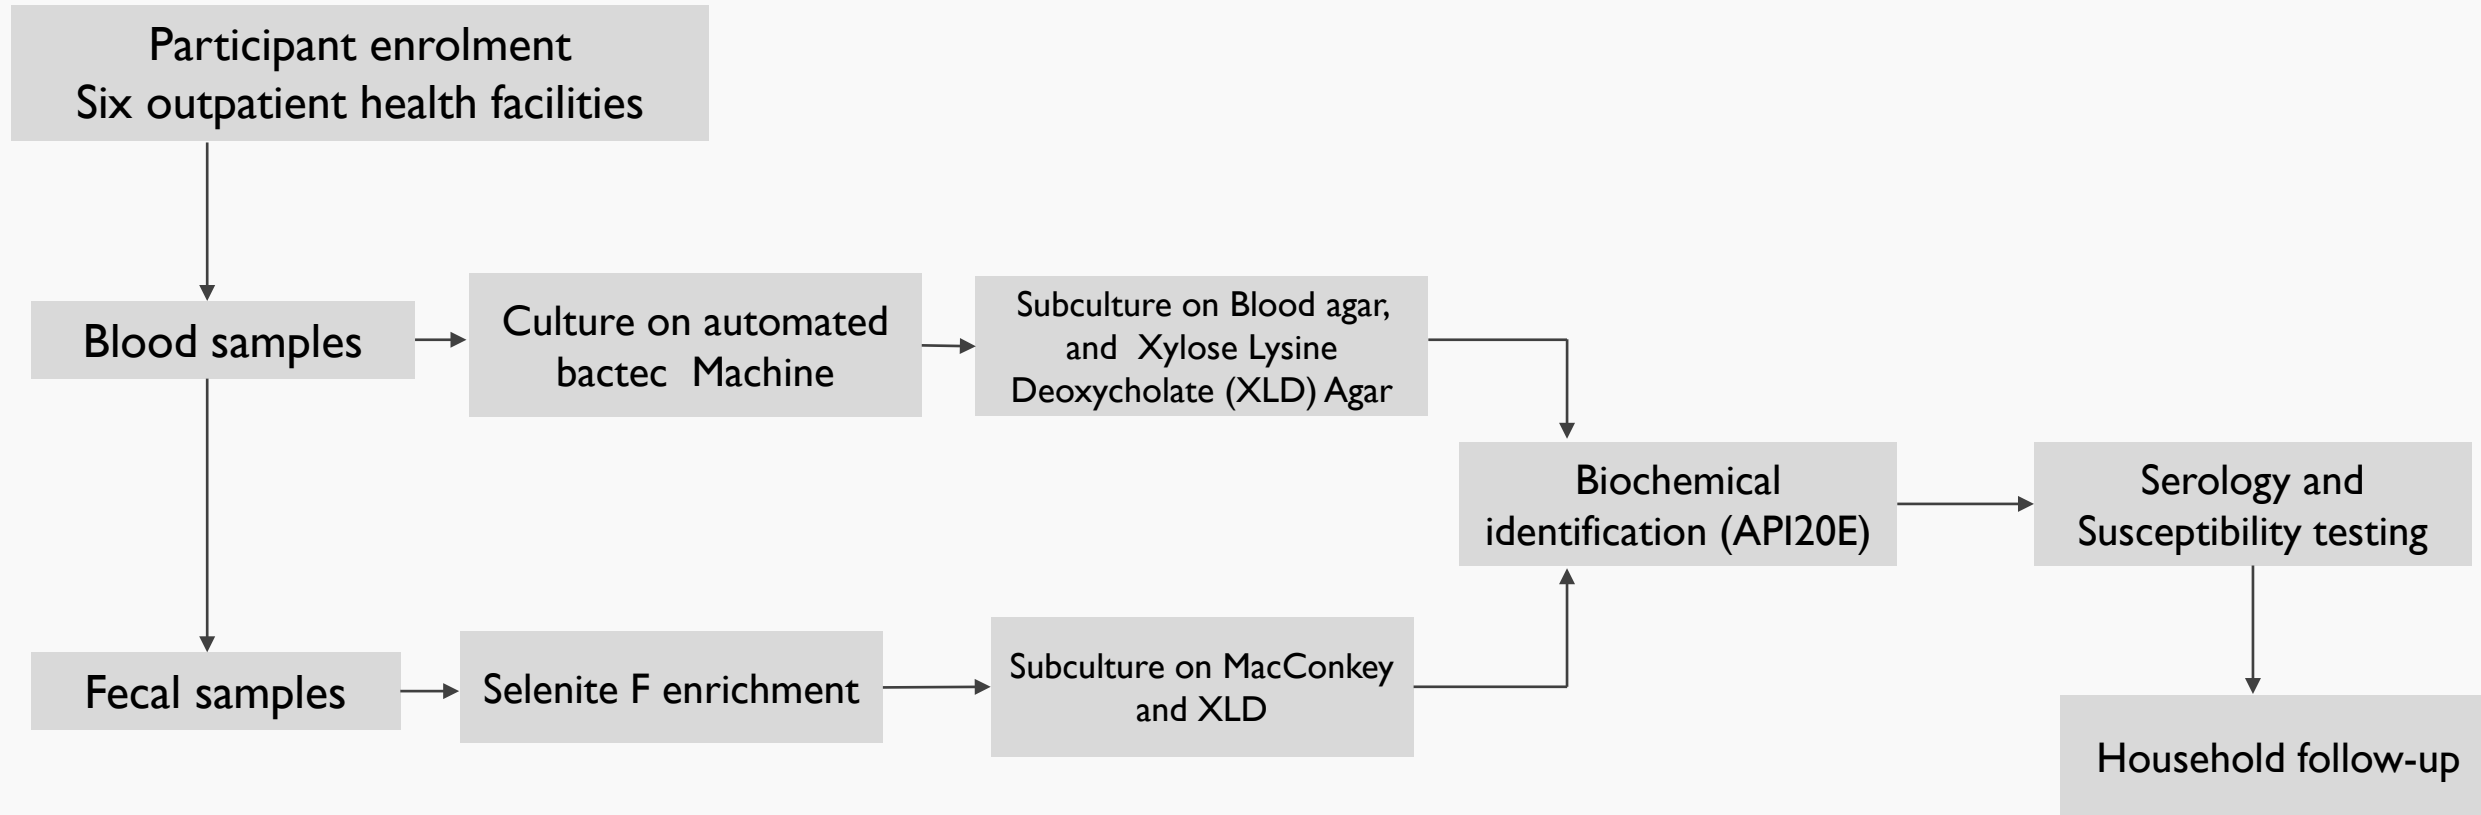 Participant enrolment
Six outpatient health facilities
Blood samples
Culture on automated
bactec  Machine
Subculture on Blood agar,
and  Xylose Lysine
Deoxycholate (XLD) Agar
Biochemical
identification (API20E)
Serology and
Susceptibility testing
Fecal samples
Selenite F enrichment
Subculture on MacConkey
and XLD
Household follow-up